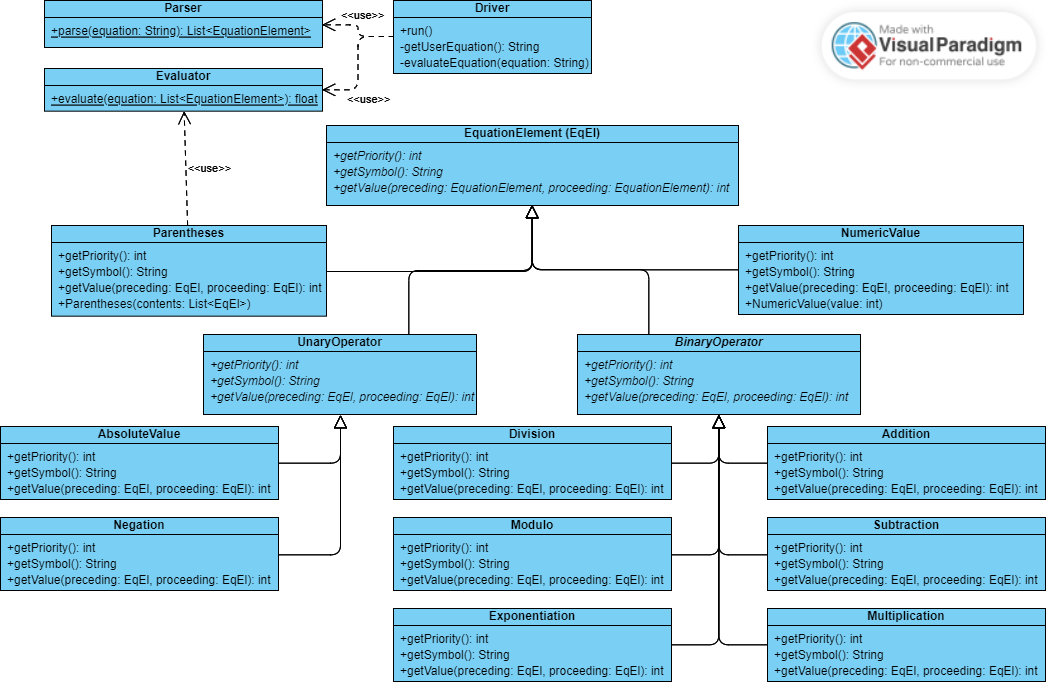 Parser
+parse(equation: String): List<EquationElement>
<<use>>
Driver
+run()
-getUserEquation(): String
-evaluateEquation(equation: String)
Made with
Visual Paradigm
For non-commercial use
Evaluator
+evaluate(equation: List<EquationElement>): float
<<use>>
<<use>>
EquationElement (EqEl)
+getPriority(): int
+getSymbol(): String
+getValue(preceding: EquationElement, proceeding: EquationElement): int
Parentheses
+getPriority(): int
+getSymbol(): String
+getValue(preceding: EqEl, proceeding: EqEl): int
+Parentheses(contents: List<EqEl>)
NumericValue
+getPriority(): int
+getSymbol(): String
+getValue(preceding: EqEl, proceeding: EqEl): int
+NumericValue(value: int)
UnaryOperator
+getPriority(): int
+getSymbol(): String
+getValue(preceding: EqEl, proceeding: EqEl): int
BinaryOperator
+getPriority(): int
+getSymbol(): String
+getValue(preceding: EqEl, proceeding: EqEl): int
AbsoluteValue
+getPriority(): int
+getSymbol(): String
+getValue(preceding: EqEl, proceeding: EqEl): int
Division
+getPriority(): int
+getSymbol(): String
+getValue(preceding: EqEl, proceeding: EqEl): int
Addition
+getPriority(): int
+getSymbol(): String
+getValue(preceding: EqEl, proceeding: EqEl): int
Negation
+getPriority(): int
+getSymbol(): String
+getValue(preceding: EqEl, proceeding: EqEl): int
Modulo
+getPriority(): int
+getSymbol(): String
+getValue(preceding: EqEl, proceeding: EqEl): int
Subtraction
+getPriority(): int
+getSymbol(): String
+getValue(preceding: EqEl, proceeding: EqEl): int
Exponentiation
+getPriority(): int
+getSymbol(): String
+getValue(preceding: EqEl, proceeding: EqEl): int
Multiplication
+getPriority(): int
+getSymbol(): String
+getValue(preceding: EqEl, proceeding: EqEl): int